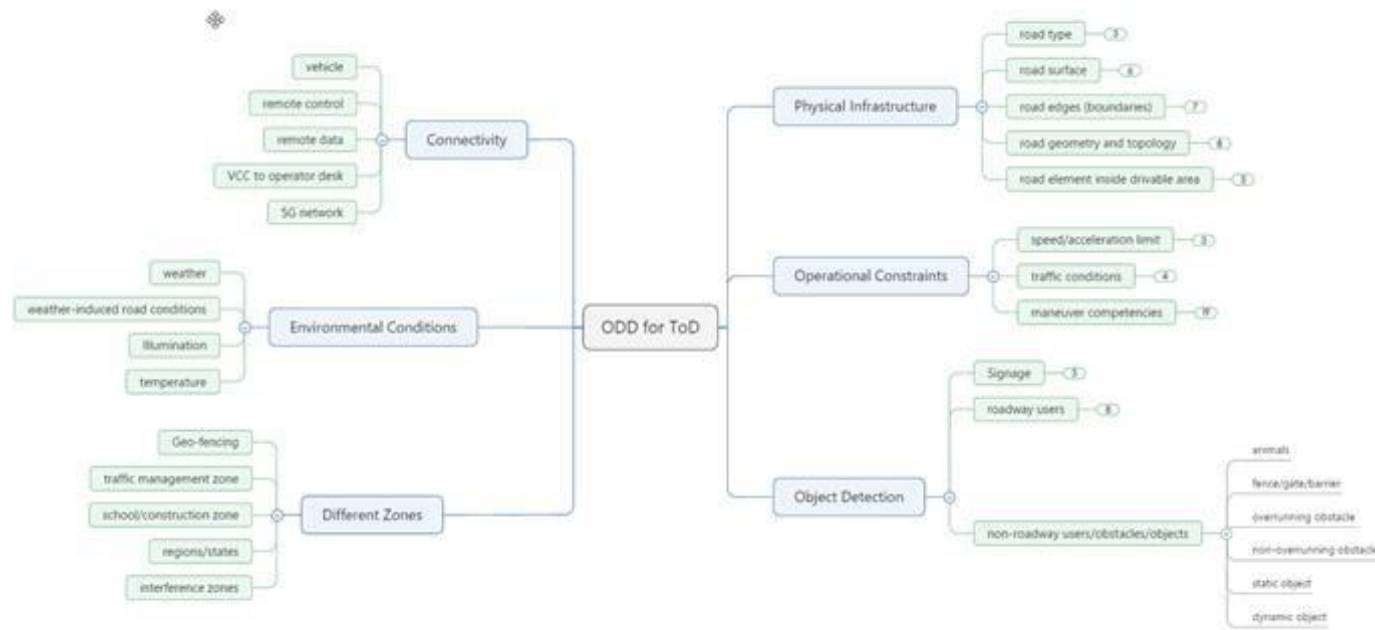 vehicle
remote control
remote data
VCC to operator desk
5G network
Connectivity
weather
weather-induced road conditions
Illumination
temperature
Environmental Conditions
Geo-fencing
traffic management zone
school/construction zone
regions/states
interference zones
Different Zones
ODD for ToD
Physical Infrastructure
road type
road surface
road edges (boundaries)
7
road geometry and topology
road element inside drivable area
Operational Constraints
speed/acceleration limit
traffic conditions
4
maneuver competencies
Object Detection
Signage
roadway users
8
non-roadway users/obstacles/objects
animals
fence/gate/barrier
overrunning obstacle
non-overrunning obstacle
static object
dynamic object